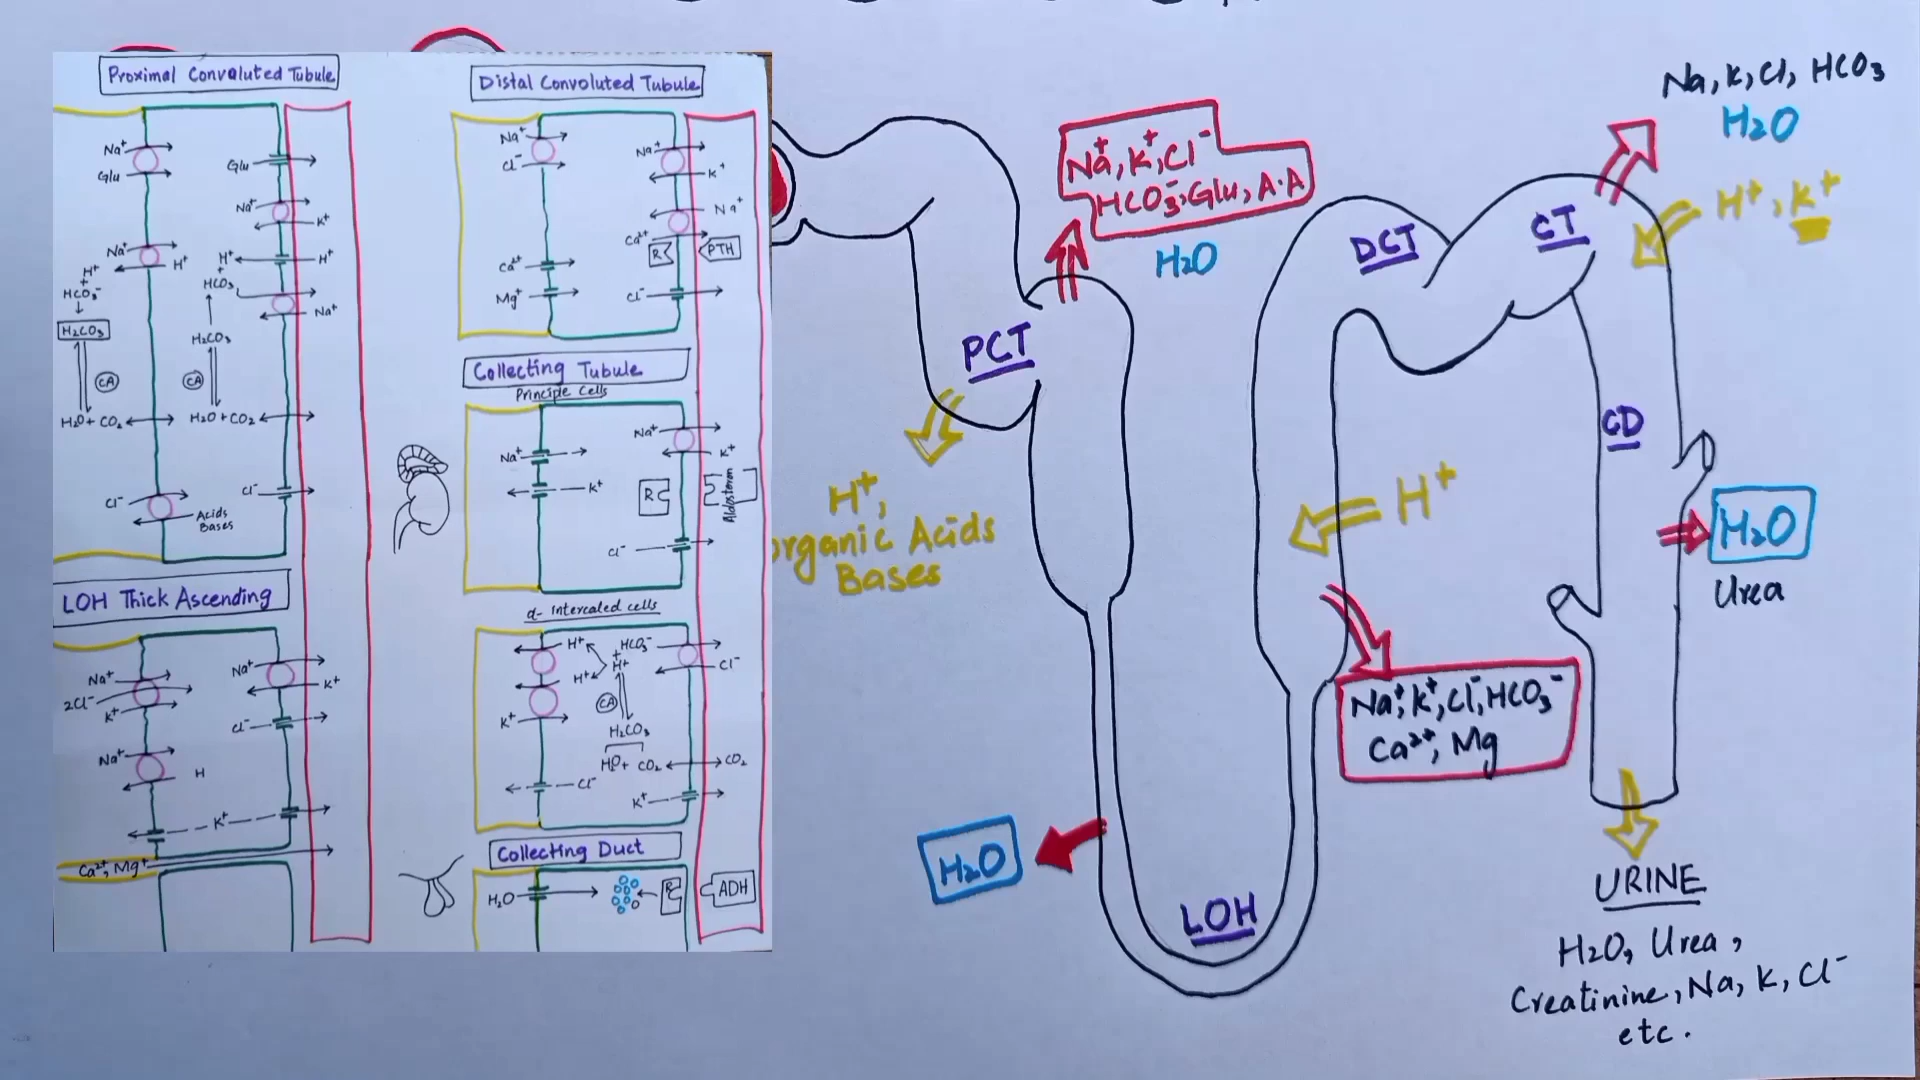 Proximal Convoluted Tubule
Na⁺
Glu
Glu
Na⁺
K⁺
Na⁺
H⁺
H⁺
H⁺
H⁺
+
HCO₃⁻
H⁺
+
HCO₃
Na⁺
H₂CO₃
H₂CO₃
CA
CA
H₂O + CO₂
H₂O + CO₂
Cl⁻
Cl⁻
Acids
Bases
LOH Thick Ascending
Na⁺
2Cl⁻
K⁺
Na⁺
K⁺
Cl⁻
Na⁺
H
K⁺
Ca²⁺, Mg⁺
Distal Convoluted Tubule
Na⁺
Cl⁻
Na⁺
K⁺
Na⁺
Ca²⁺
R
PTH
Ca²⁺
Mg⁺
Cl⁻
Collecting Tubule
Principle Cells
Na⁺
K⁺
Na⁺
K⁺
R
Aldosteron
Cl⁻
α- Intercaled cells
H⁺
HCO₃⁻
+
H⁺
H⁺
Cl⁻
K⁺
CA
H₂CO₃
H₂O + CO₂
CO₂
Cl⁻
K⁺
Collecting Duct
H₂O
R
ADH
Na⁺, K⁺, Cl⁻
HCO₃⁻, Glu, A.A
H₂O
PCT
H⁺,
organic Acids
Bases
H₂O
LOH
H⁺
Na⁺, K⁺, Cl⁻, HCO₃⁻
Ca²⁺, Mg
DCT
CT
Na, K, Cl, HCO₃
H₂O
H⁺, K⁺
CD
H₂O
Urea
URINE
H₂O, Urea,
Creatinine, Na, K, Cl⁻
etc.